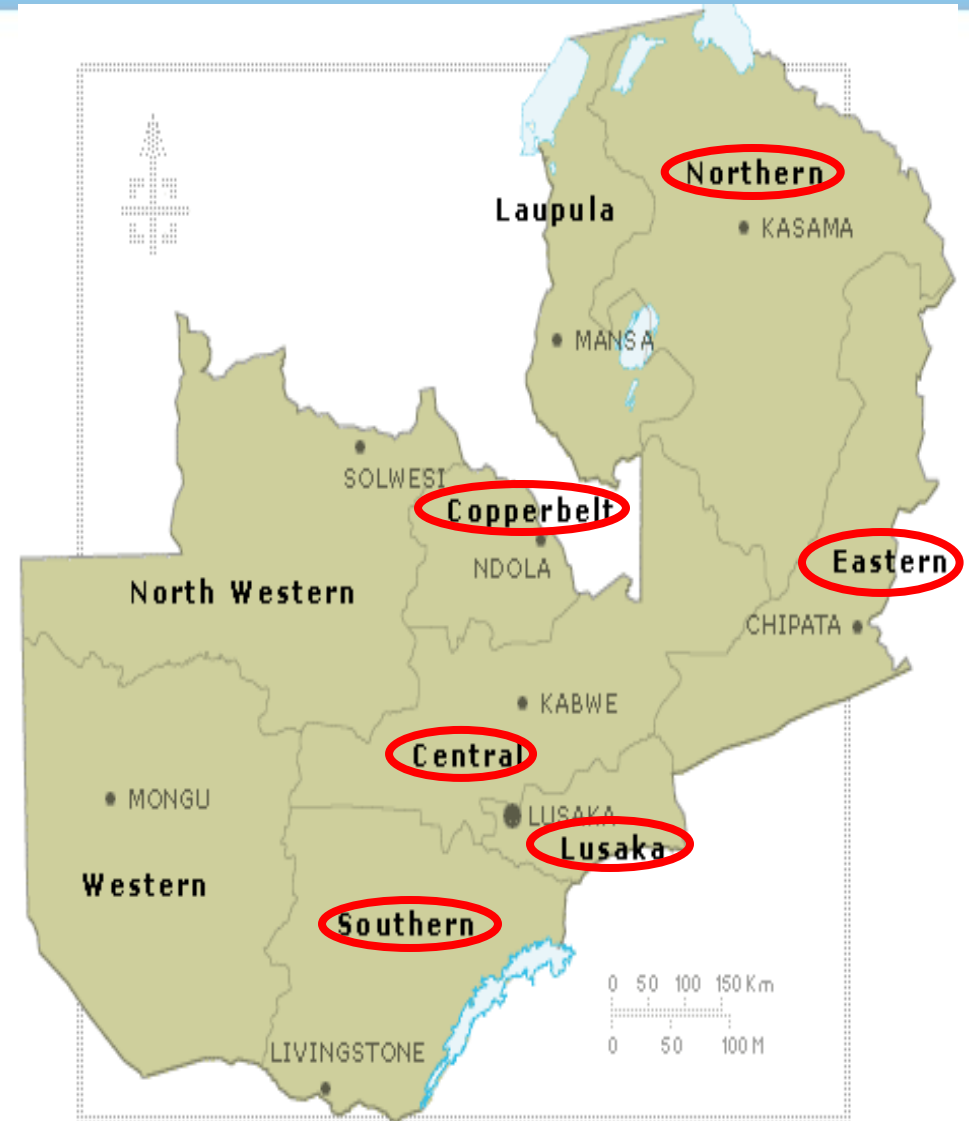 Northern
Laupula
KASAMA
MANSA
SOLWESI
Copperbelt
NDOLA
Eastern
North Western
CHIPATA
KABWE
Central
MONGU
LUSAKA
Lusaka
Western
Southern
0 50 100 150 Km
0 50 100 M
LIVINGSTONE